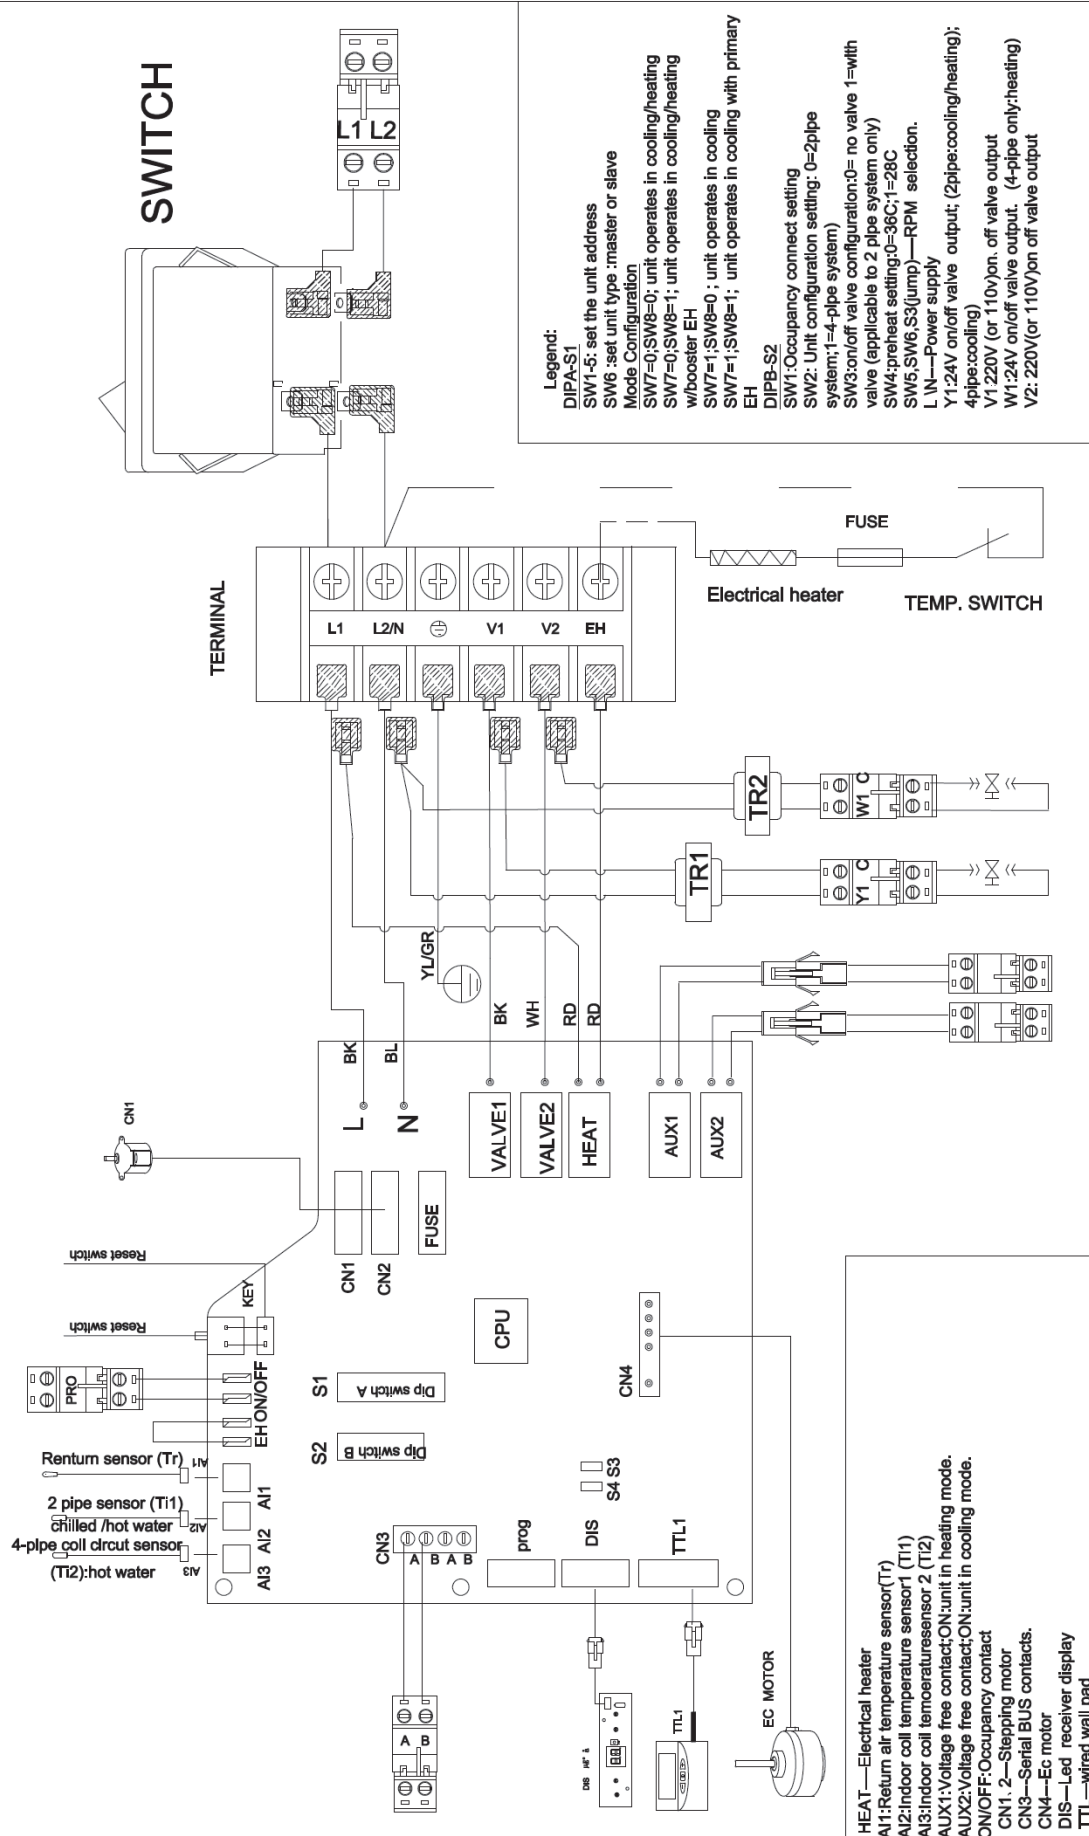 SWITCH
L1 L2
Legend:
DIPA-S1
SW1-5: set the unit address
SW6 :set unit type :master or slave
Mode Configuration
SW7=0;SW8=0; unit operates in cooling/heating
SW7=0;SW8=1; unit operates in cooling/heating
w/booster EH
SW7=1;SW8=0 ; unit operates in cooling
SW7=1;SW8=1; unit operates in cooling with primary
EH
DIPB-S2
SW1:Occupancy connect setting
SW2: Unit configuration setting: 0=2pipe
system;1=4-pipe system)
SW3:on/off valve configuration:0= no valve 1=with
valve (applicable to 2 pipe system only)
SW4:preheat setting:0=36C;1=28C
SW5,SW6,S3(jump)—RPM selection.
L \N---Power supply
Y1:24V on/off valve output; (2pipe:cooling/heating);
4pipe:cooling)
V1:220V (or 110v)on. off valve output
W1:24V on/off valve output. (4-pipe only:heating)
V2: 220V(or 110V)on off valve output
TERMINAL
L1
L2/N
V1
V2
EH
FUSE
Electrical heater
TEMP. SWITCH
TR2
W1 C
TR1
Y1 C
YL/GR
BK
BL
BK
WH
RD
RD
CN1
L
N
VALVE1
VALVE2
HEAT
AUX1
AUX2
Reset switch
Reset switch
KEY
CN1
CN2
FUSE
CPU
CN4
PRO
EH ON/OFF
S1
Dip switch A
S2
Dip switch B
S4 S3
Renturn sensor (Tr)
AI1
AI1
2 pipe sensor (Ti1)
chilled /hot water
AI2
AI2
4-pipe coil circut sensor
(Ti2):hot water
AI3
AI3
CN3
A B A B
prog
DIS
TTL1
A B
DIS
TTL1
EC MOTOR
HEAT----Electrical heater
AI1:Return air temperature sensor(Tr)
AI2:Indoor coil temperature sensor1 (Ti1)
AI3:Indoor coil temoeraturesensor 2 (Ti2)
AUX1:Voltage free contact;ON:unit in heating mode.
AUX2:Voltage free contact;ON:unit in cooling mode.
ON/OFF:Occupancy contact
CN1. 2—Stepping motor
CN3---Serial BUS contacts.
CN4---Ec motor
DIS---Led receiver display
TTL---wired wall pad